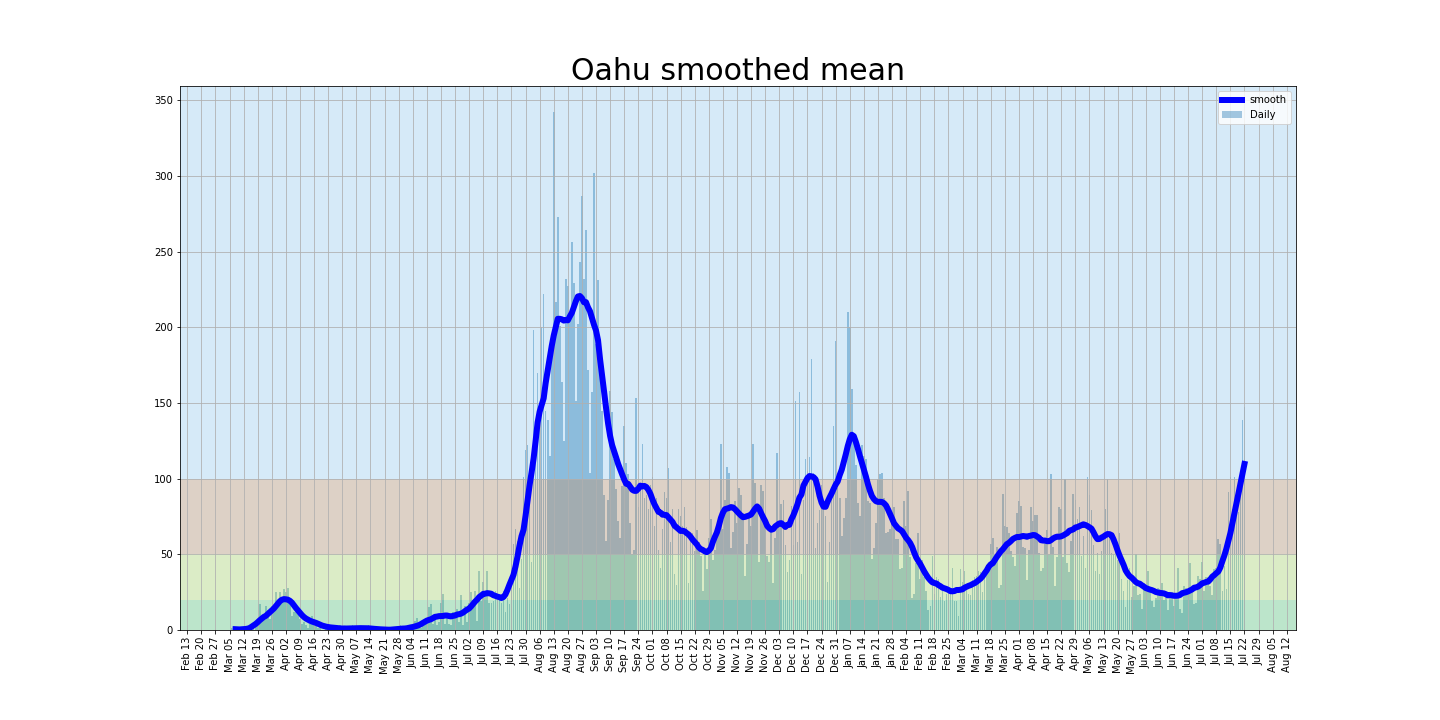 Oahu smoothed mean
smooth
Daily
350
300
250
200
150
100
50
0
Feb 13
Feb 20
Feb 27
Mar 05
Mar 12
Mar 19
Mar 26
Apr 02
Apr 09
Apr 16
Apr 23
Apr 30
May 07
May 14
May 21
May 28
Jun 04
Jun 11
Jun 18
Jun 25
Jul 02
Jul 09
Jul 16
Jul 23
Jul 30
Aug 06
Aug 13
Aug 20
Aug 27
Sep 03
Sep 10
Sep 17
Sep 24
Oct 01
Oct 08
Oct 15
Oct 22
Oct 29
Nov 05
Nov 12
Nov 19
Nov 26
Dec 03
Dec 10
Dec 17
Dec 24
Dec 31
Jan 07
Jan 14
Jan 21
Jan 28
Feb 04
Feb 11
Feb 18
Feb 25
Mar 04
Mar 11
Mar 18
Mar 25
Apr 01
Apr 08
Apr 15
Apr 22
Apr 29
May 06
May 13
May 20
May 27
Jun 03
Jun 10
Jun 17
Jun 24
Jul 01
Jul 08
Jul 15
Jul 22
Jul 29
Aug 05
Aug 12